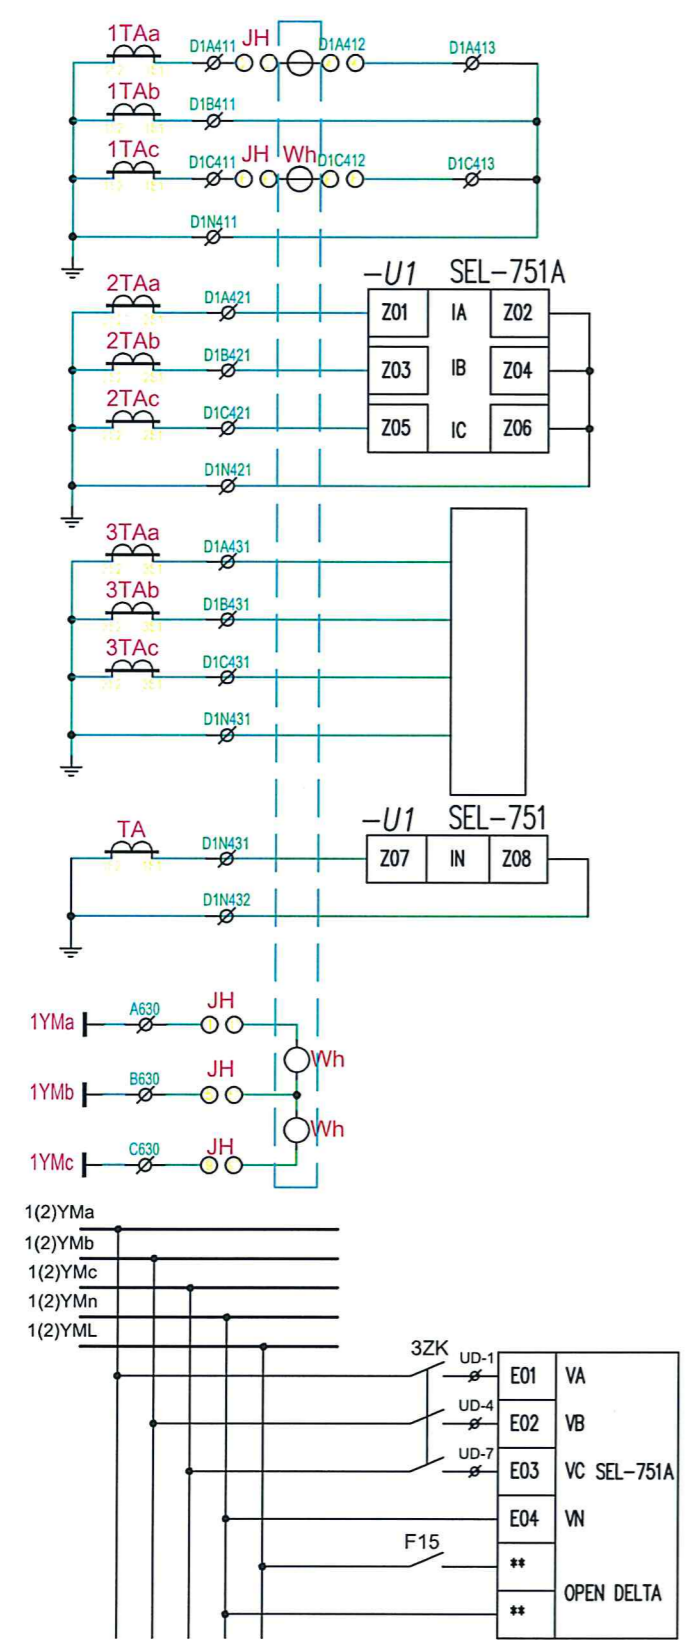 1TAa D1A411 JH D1A412 D1A413
1TAb D1B411
1TAc D1C411 JH Wh D1C412 D1C413
D1N411
-U1 SEL-751A
2TAa D1A421 Z01 IA Z02
2TAb D1B421 Z03 IB Z04
2TAc D1C421 Z05 IC Z06
D1N421
3TAa D1A431
3TAb D1B431
3TAc D1C431
D1N431
-U1 SEL-751
TA D1N431 Z07 IN Z08
D1N432
1YMa A630 JH
Wh
1YMb B630 JH
Wh
1YMc C630 JH
1(2)YMa
1(2)YMb
1(2)YMc
1(2)YMn
1(2)YML
3ZK UD-1 E01 VA
UD-4 E02 VB
UD-7 E03 VC SEL-751A
E04 VN
F15 **
OPEN DELTA
**